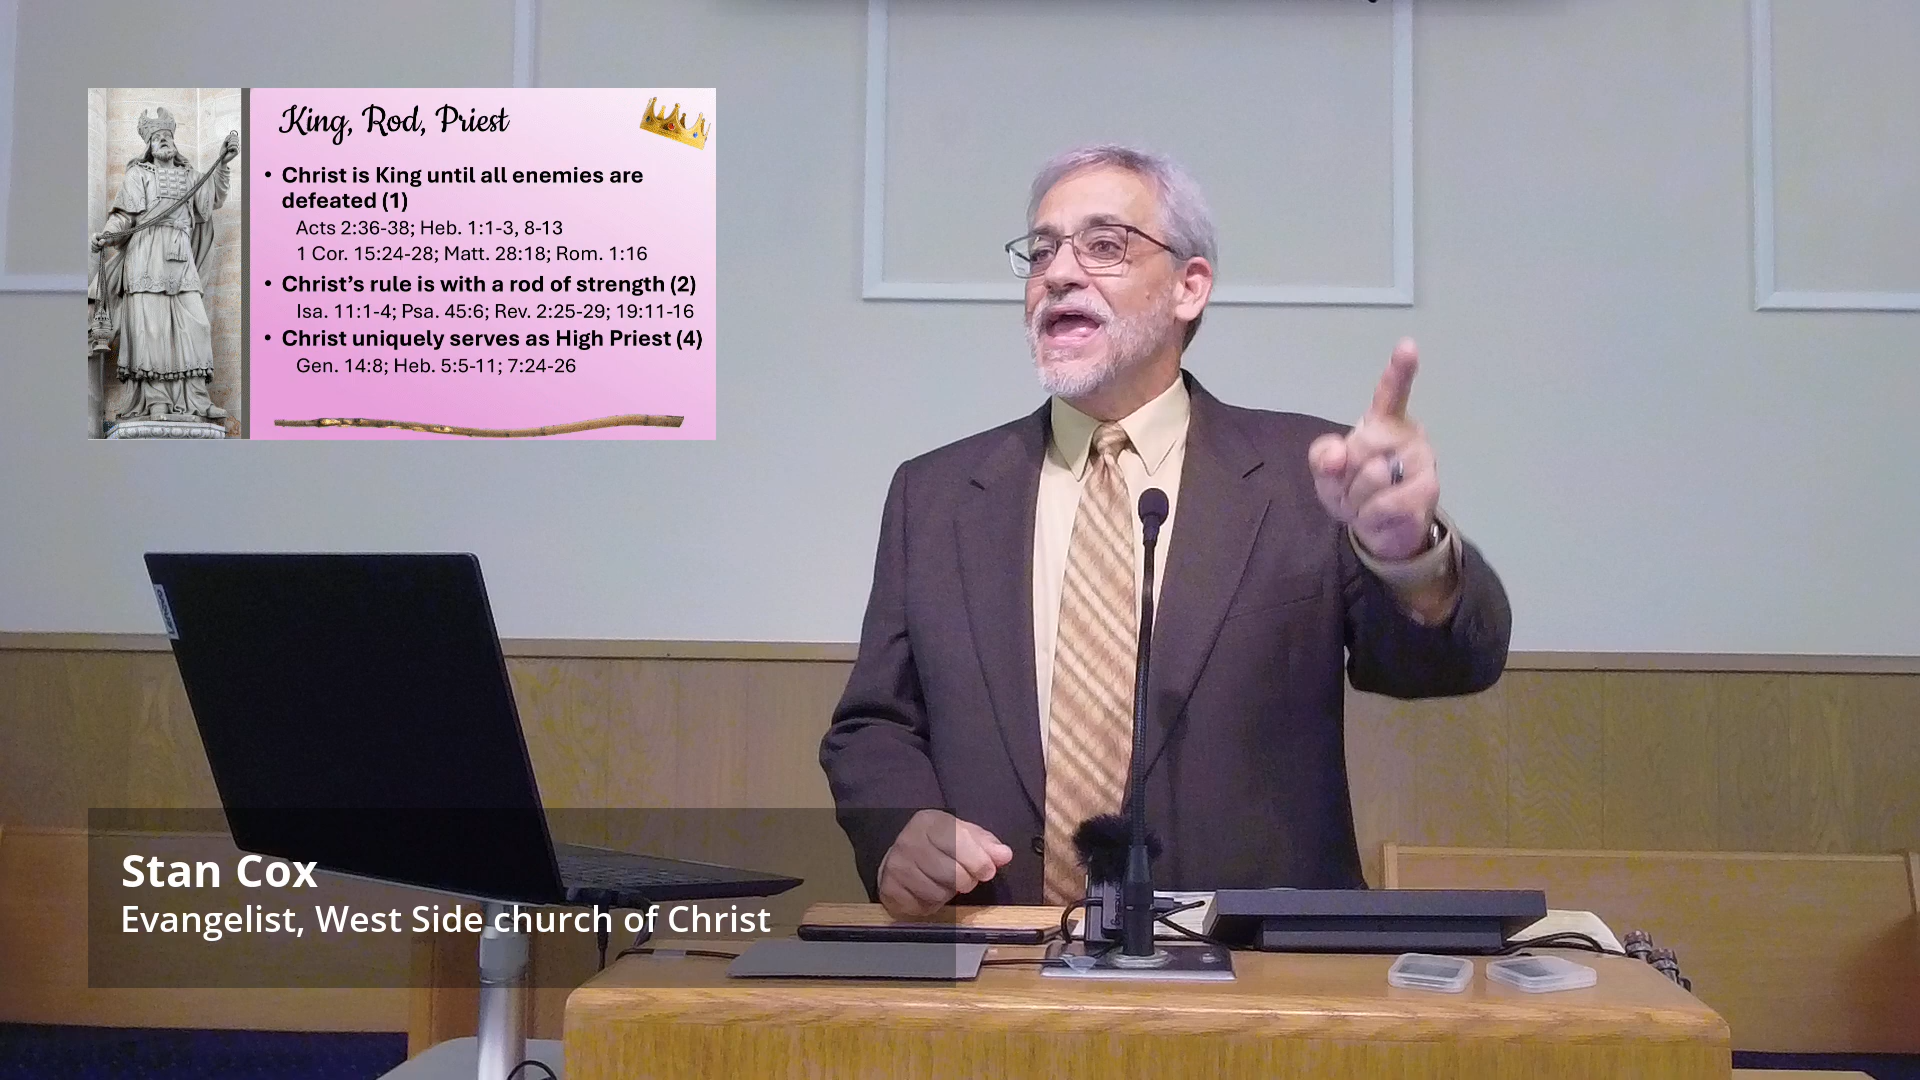 King, Rod, Priest
• Christ is King until all enemies are
defeated (1)
Acts 2:36-38; Heb. 1:1-3, 8-13
1 Cor. 15:24-28; Matt. 28:18; Rom. 1:16
• Christ's rule is with a rod of strength (2)
Isa. 11:1-4; Psa. 45:6; Rev. 2:25-29; 19:11-16
• Christ uniquely serves as High Priest (4)
Gen. 14:8; Heb. 5:5-11; 7:24-26
Lenovo
Stan Cox
Evangelist, West Side church of Christ